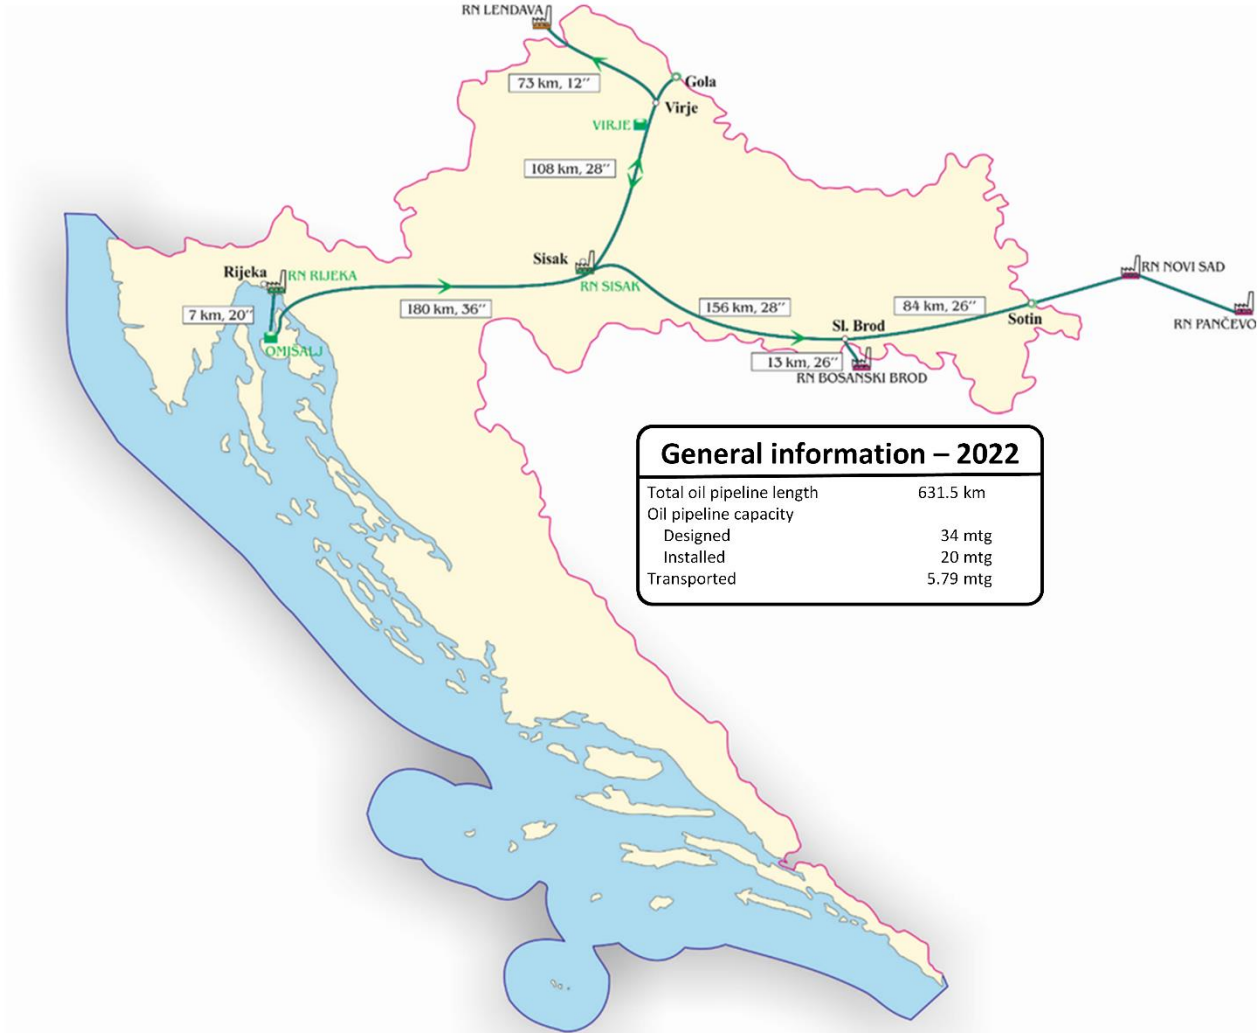 RN LENDAVA
73 km, 12″
Gola
Virje
VIRJE
108 km, 28″
Sisak
RN SISAK
Rijeka
RN RIJEKA
7 km, 20″
OMIŠALJ
180 km, 36″
156 km, 28″
84 km, 26″
Sl. Brod
13 km, 26″
RN BOSANSKI BROD
Sotin
RN NOVI SAD
RN PANČEVO
General information – 2022
Total oil pipeline length 631.5 km
Oil pipeline capacity
Designed 34 mtg
Installed 20 mtg
Transported 5.79 mtg